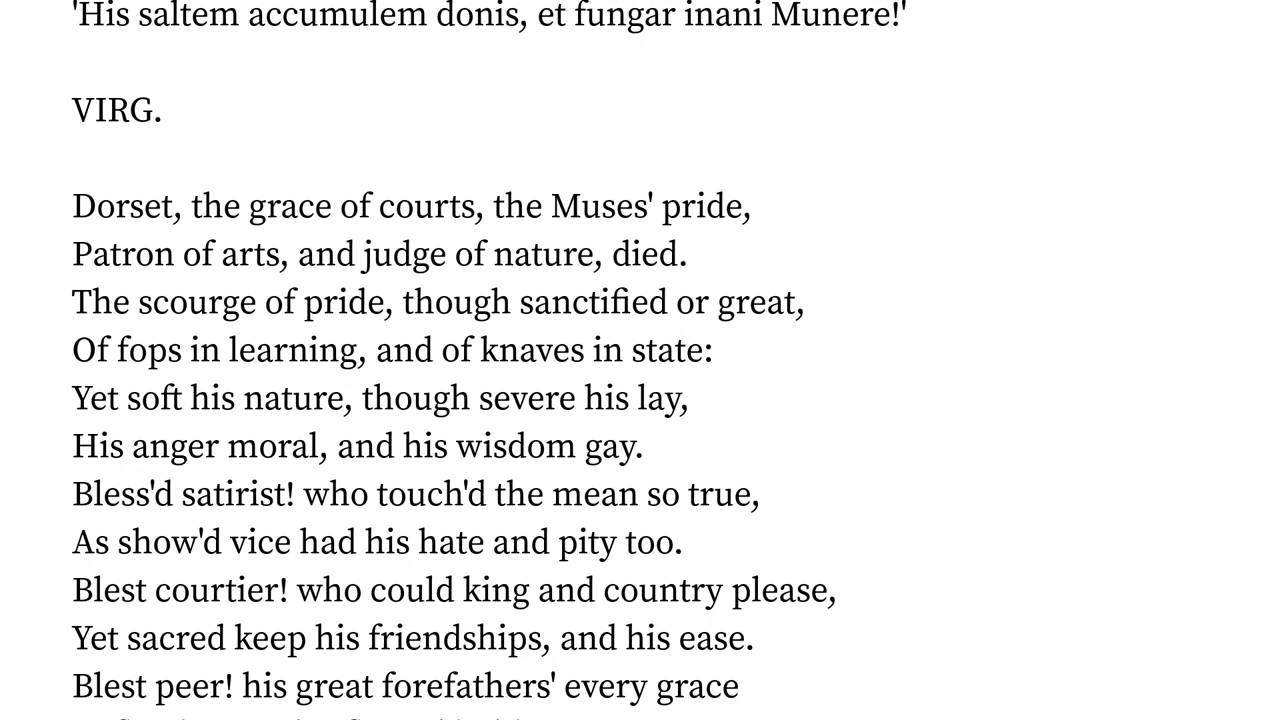 'His saltem accumulem donis, et fungar inani Munere!'
VIRG.
Dorset, the grace of courts, the Muses' pride,
Patron of arts, and judge of nature, died.
The scourge of pride, though sanctified or great,
Of fops in learning, and of knaves in state:
Yet soft his nature, though severe his lay,
His anger moral, and his wisdom gay.
Bless'd satirist! who touch'd the mean so true,
As show'd vice had his hate and pity too.
Blest courtier! who could king and country please,
Yet sacred keep his friendships, and his ease.
Blest peer! his great forefathers' every grace